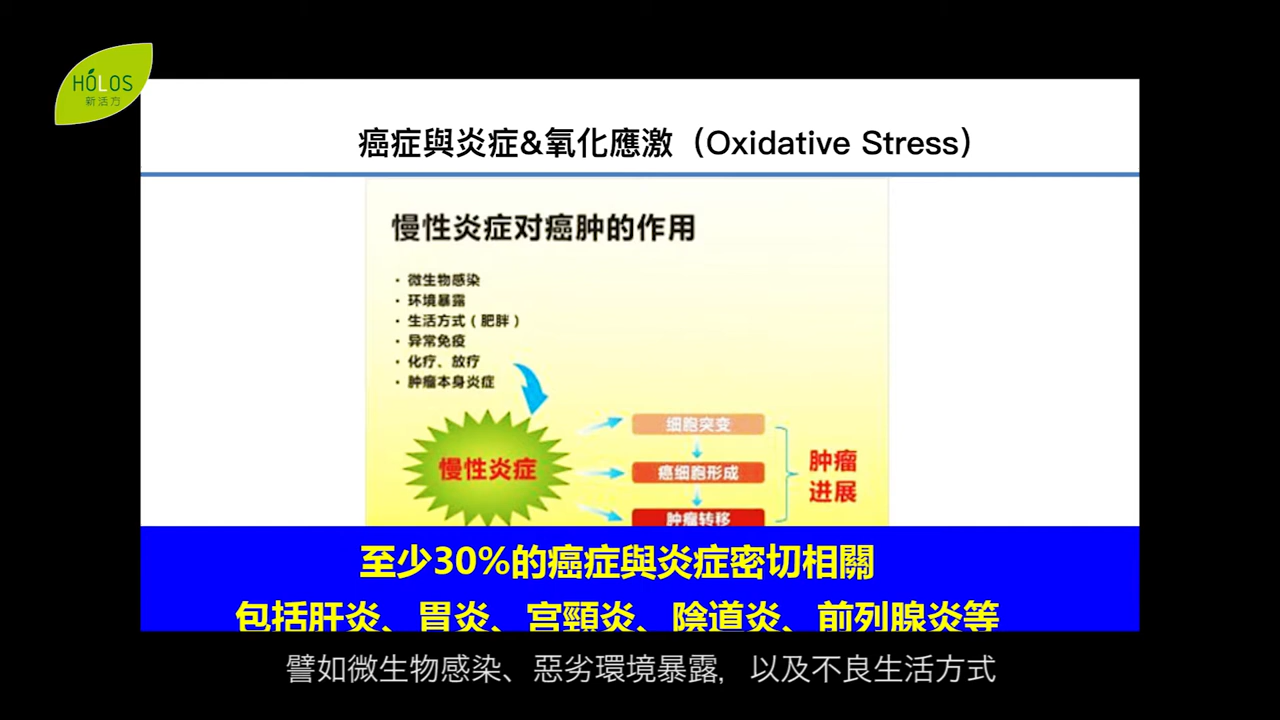 HOLOS
新活方
癌症與炎症&氧化應激（Oxidative Stress）
慢性炎症对癌肿的作用
· 微生物感染
· 环境暴露
· 生活方式（肥胖）
· 异常免疫
· 化疗、放疗
· 肿瘤本身炎症
慢性炎症
细胞突变
癌细胞形成
肿瘤转移
肿瘤
进展
至少30%的癌症與炎症密切相關
包括肝炎、胃炎、宮頸炎、陰道炎、前列腺炎等
譬如微生物感染、惡劣環境暴露，以及不良生活方式